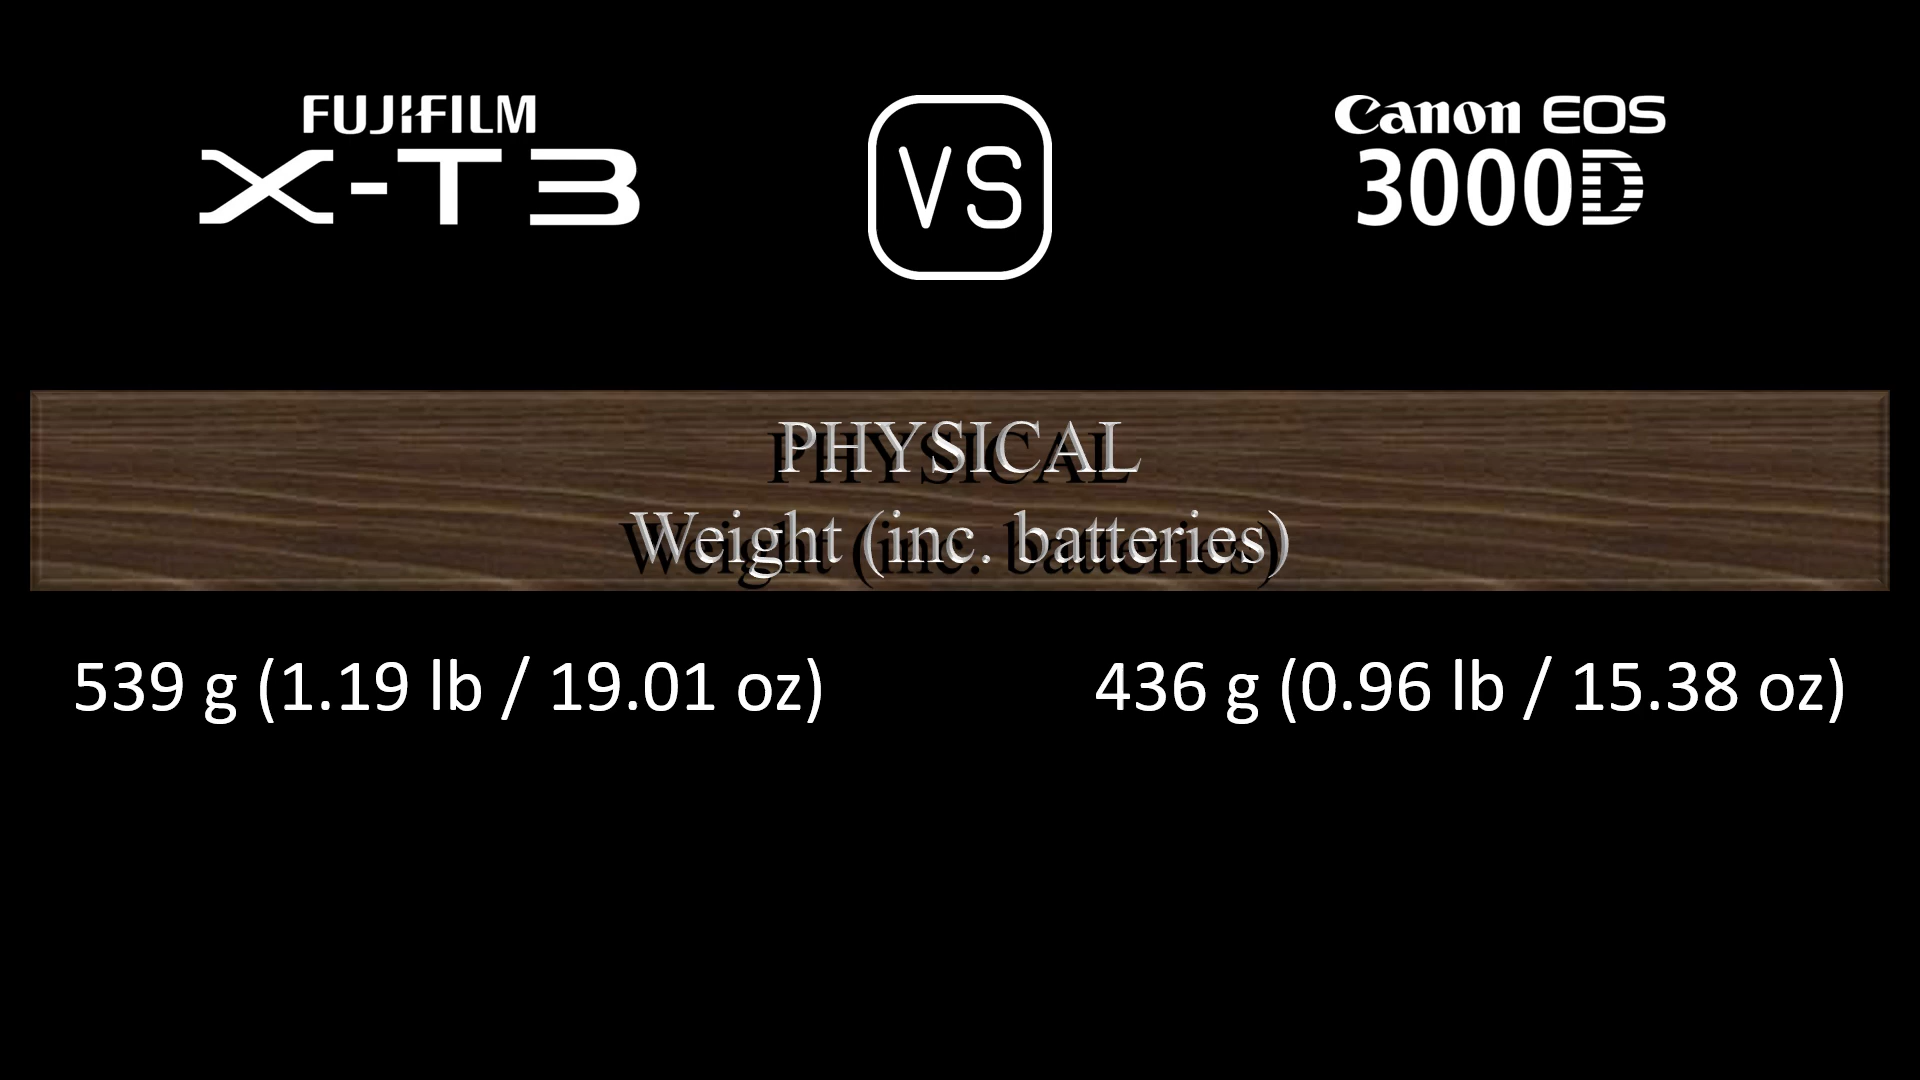 FUJIFILM
X-T3
VS
Canon EOS
3000D
PHYSICAL
Weight (inc. batteries)
539 g (1.19 lb / 19.01 oz)
436 g (0.96 lb / 15.38 oz)